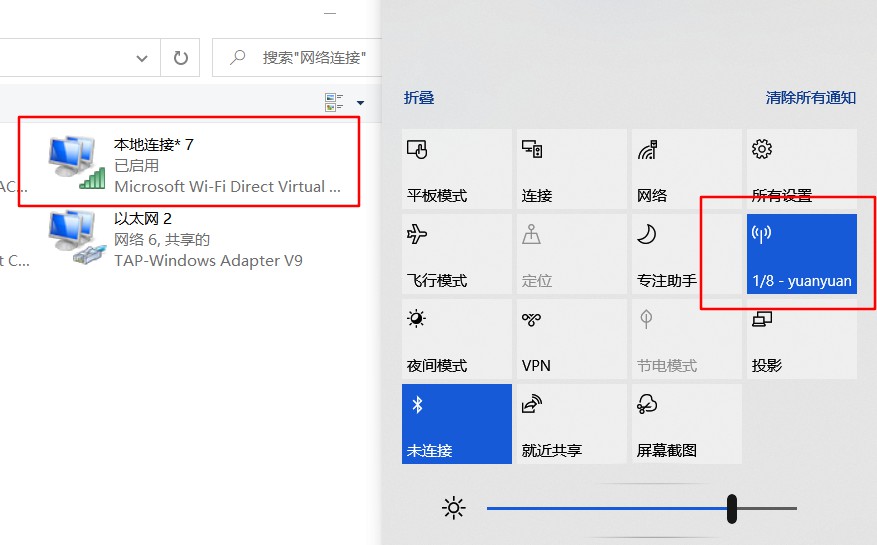 搜索"网络连接"
本地连接* 7
已启用
Microsoft Wi-Fi Direct Virtual ...
AC...
以太网 2
网络 6, 共享的
TAP-Windows Adapter V9
t C...
折叠
清除所有通知
平板模式
连接
网络
所有设置
飞行模式
定位
专注助手
1/8 - yuanyuan
夜间模式
VPN
节电模式
投影
未连接
就近共享
屏幕截图